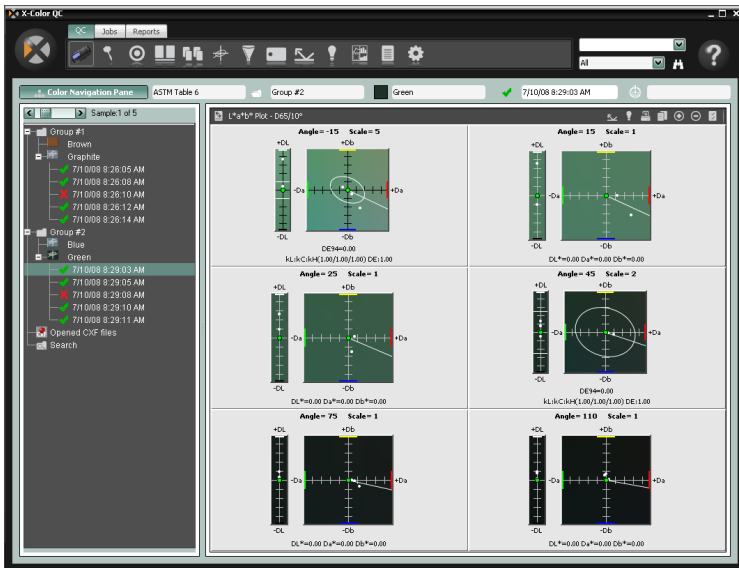 X-Color QC
QC Jobs Reports
All
?
Color Navigation Pane ASTM Table 6 Group #2 Green 7/10/08 8:29:03 AM
Sample:1 of 5
Group #1
Brown
Graphite
7/10/08 8:26:05 AM
7/10/08 8:26:08 AM
7/10/08 8:26:10 AM
7/10/08 8:26:12 AM
7/10/08 8:26:14 AM
Group #2
Blue
Green
7/10/08 8:29:03 AM
7/10/08 8:29:05 AM
7/10/08 8:29:08 AM
7/10/08 8:29:10 AM
7/10/08 8:29:11 AM
Opened CXF files
Search
L*a*b* Plot - D65/10°
Angle= -15 Scale= 5
+DL +Db
-Da +Da
-DL -Db
DE94=0.00
kL:kC:kH(1.00/1.00/1.00) DE:1.00
Angle= 15 Scale= 1
+DL +Db
-Da +Da
-DL -Db
DL*=0.00 Da*=0.00 Db*=0.00
Angle= 25 Scale= 1
+DL +Db
-Da +Da
-DL -Db
DL*=0.00 Da*=0.00 Db*=0.00
Angle= 45 Scale= 2
+DL +Db
-Da +Da
-DL -Db
DE94=0.00
kL:kC:kH(1.00/1.00/1.00) DE:1.00
Angle= 75 Scale= 1
+DL +Db
-Da +Da
-DL -Db
DL*=0.00 Da*=0.00 Db*=0.00
Angle= 110 Scale= 1
+DL +Db
-Da +Da
-DL -Db
DL*=0.00 Da*=0.00 Db*=0.00